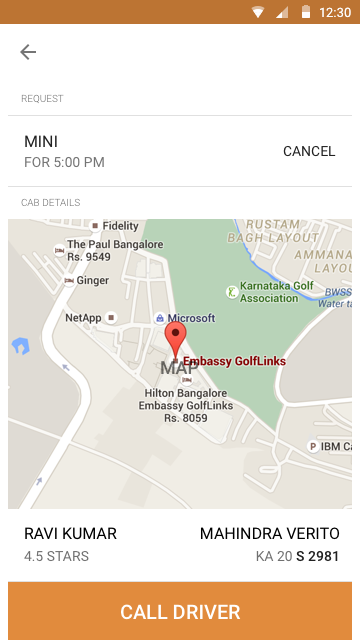 12:30
REQUEST
MINI
CANCEL
FOR 5:00 PM
CAB DETAILS
Fidelity
The Paul Bangalore
Rs. 9549
Ginger
NetApp
Microsoft
RUSTAM
BAGH LAYOUT
AMMANA
LAYOU
Karnataka Golf
Association
BWSS
Water ta
Embassy GolfLinks
MAP
Hilton Bangalore
Embassy GolfLinks
Rs. 8059
P IBM Ca
RAVI KUMAR
MAHINDRA VERITO
4.5 STARS
KA 20 S 2981
CALL DRIVER